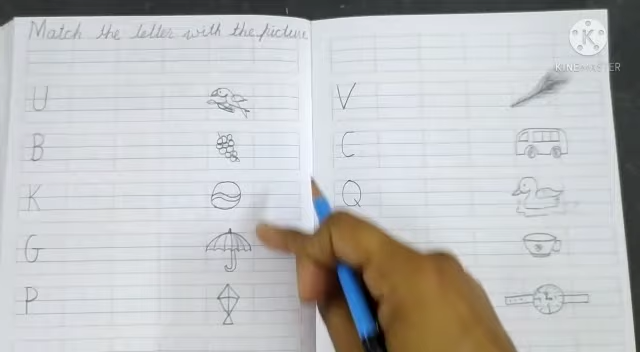 Match the letter with the picture
U
B
K
G
P
V
C
Q
K
KINEMASTER